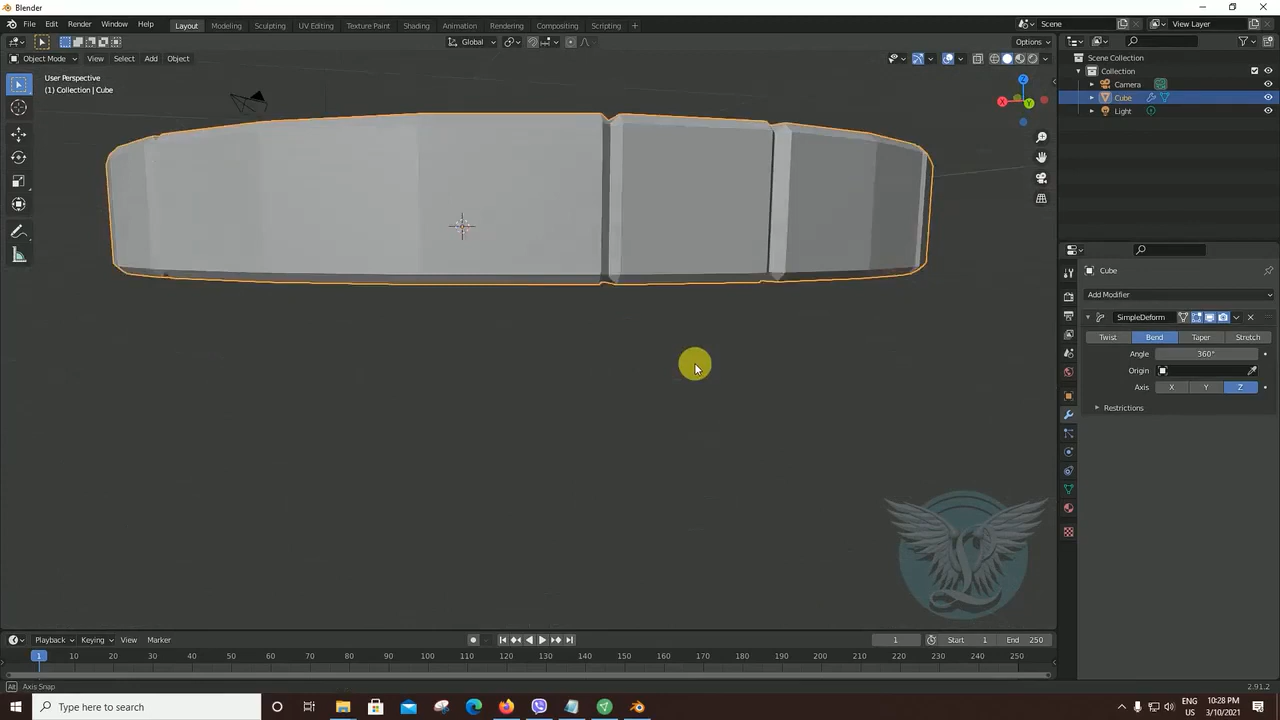 Blender
File Edit Render Window Help
Layout Modeling Sculpting UV Editing Texture Paint Shading Animation Rendering Compositing Scripting +
Scene
View Layer
Global
Options
Object Mode View Select Add Object
User Perspective
(1) Collection | Cube
Z
X
Y
Scene Collection
Collection
Camera
Cube
Light
Cube
Add Modifier
SimpleDeform
Twist Bend Taper Stretch
Angle 360°
Origin
Axis X Y Z
Restrictions
Playback Keying View Marker
1 Start 1 End 250
1 10 20 30 40 50 60 70 80 90 100 110 120 130 140 150 160 170 180 190 200 210 220 230 240 250
Alt Axis Snap
2.91.2
Type here to search
ENG
US
10:28 PM
3/10/2021